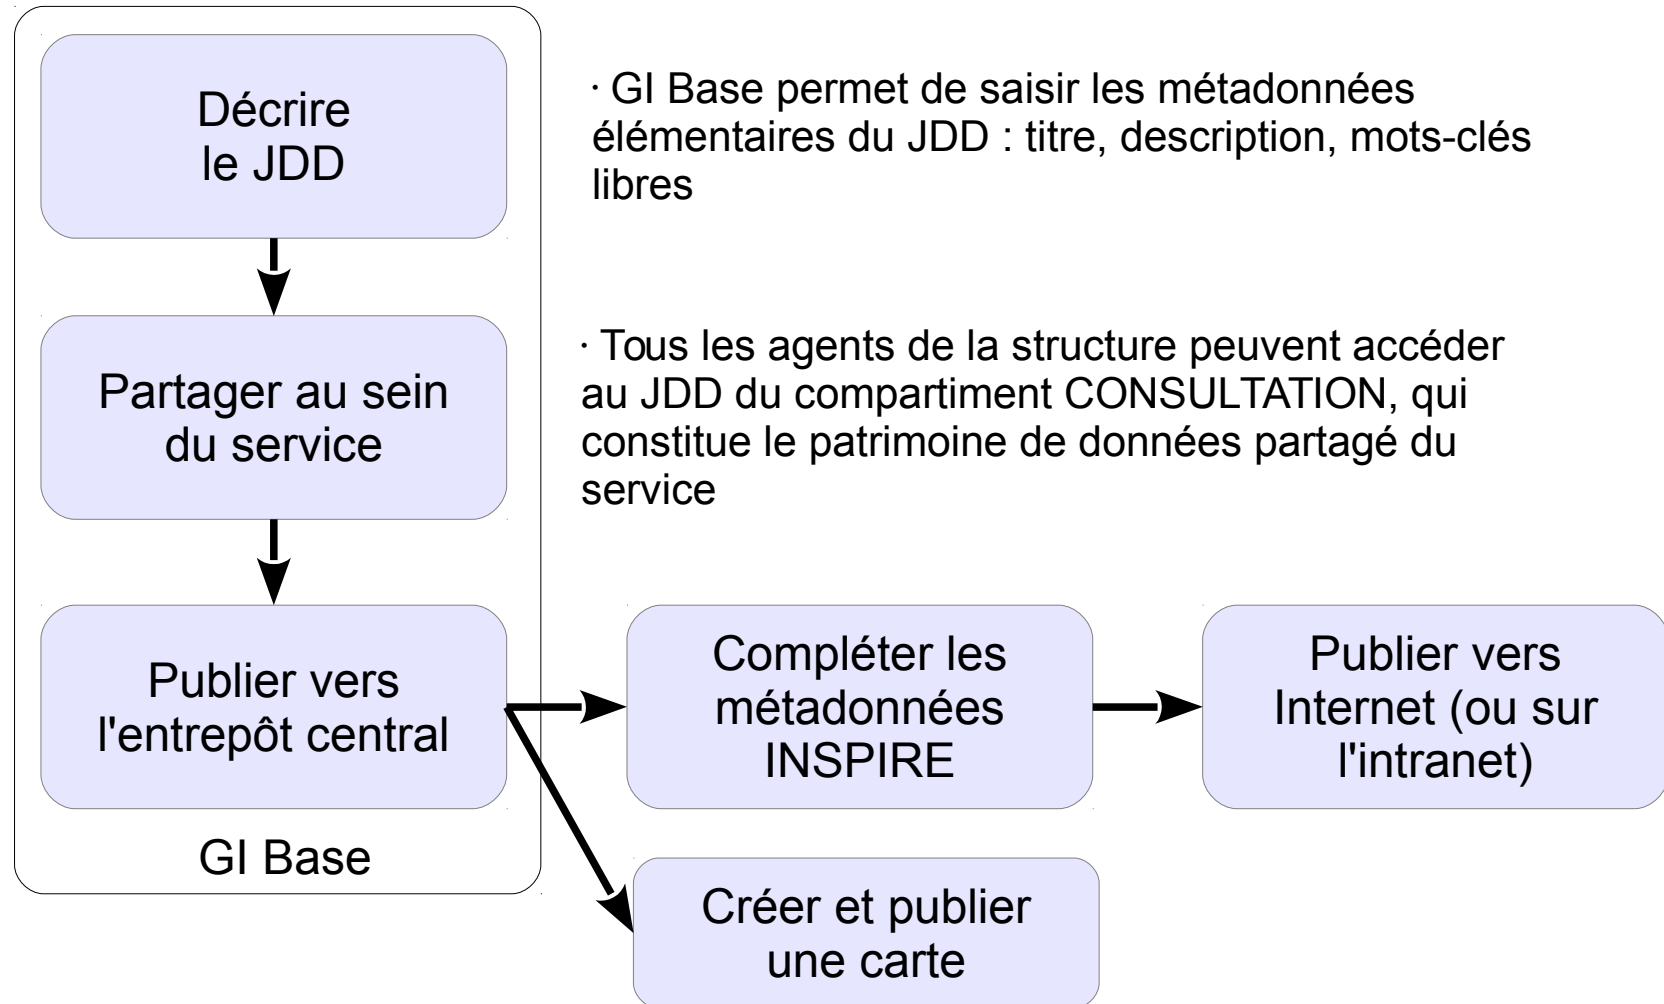 Décrire
le JDD
· GI Base permet de saisir les métadonnées
élémentaires du JDD : titre, description, mots-clés
libres
Partager au sein
du service
· Tous les agents de la structure peuvent accéder
au JDD du compartiment CONSULTATION, qui
constitue le patrimoine de données partagé du
service
Publier vers
l'entrepôt central
Compléter les
métadonnées
INSPIRE
Publier vers
Internet (ou sur
l'intranet)
GI Base
Créer et publier
une carte